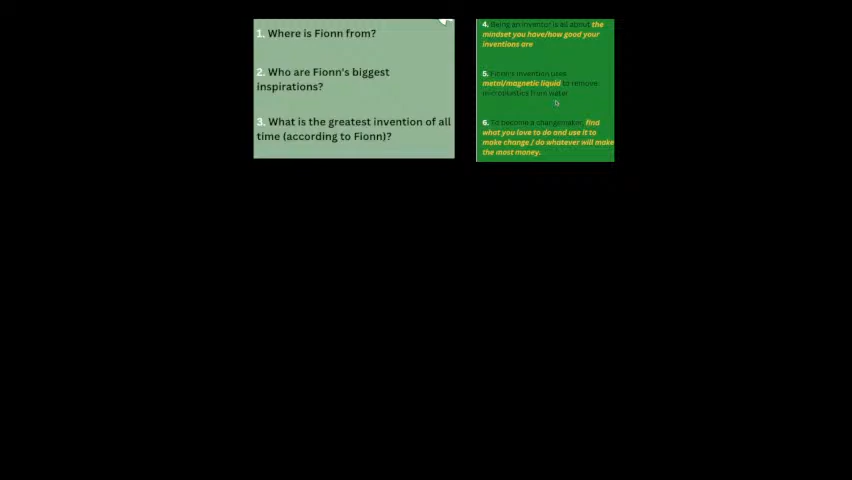 1. Where is Fionn from?
2. Who are Fionn's biggest
inspirations?
3. What is the greatest invention of all
time (according to Fionn)?
4. Being an inventor is all about the
mindset you have/how good your
inventions are
5. Fionn's invention uses
metal/magnetic liquid to remove
microplastics from water
6. To become a changemaker find
what you love to do and use it to
make change / do whatever will make
the most money.